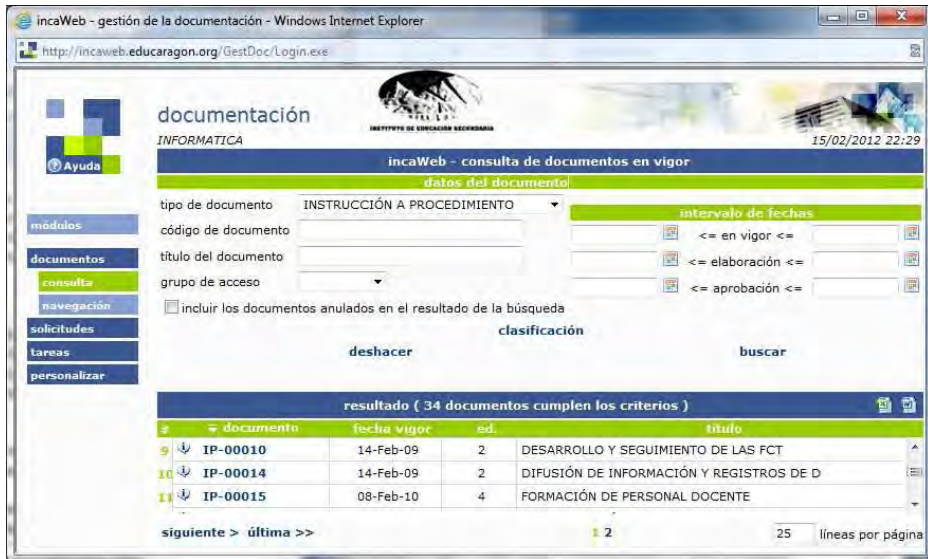 incaWeb - gestión de la documentación - Windows Internet Explorer
http://incaweb.educaragon.org/GestDoc/Login.exe
documentación
INSTITUTO DE EDUCACIÓN SECUNDARIA
INFORMATICA
15/02/2012 22:29
Ayuda
incaWeb - consulta de documentos en vigor
datos del documento
tipo de documento INSTRUCCIÓN A PROCEDIMIENTO
intervalo de fechas
módulos
código de documento
<= en vigor <=
título del documento
<= elaboración <=
documentos
consulta
grupo de acceso
<= aprobación <=
navegación
incluir los documentos anulados en el resultado de la búsqueda
solicitudes
clasificación
tareas
deshacer buscar
personalizar
resultado ( 34 documentos cumplen los criterios )
# documento fecha vigor ed. título
9 IP-00010 14-Feb-09 2 DESARROLLO Y SEGUIMIENTO DE LAS FCT
10 IP-00014 14-Feb-09 2 DIFUSIÓN DE INFORMACIÓN Y REGISTROS DE D
11 IP-00015 08-Feb-10 4 FORMACIÓN DE PERSONAL DOCENTE
siguiente > última >> 1 2 25 líneas por página